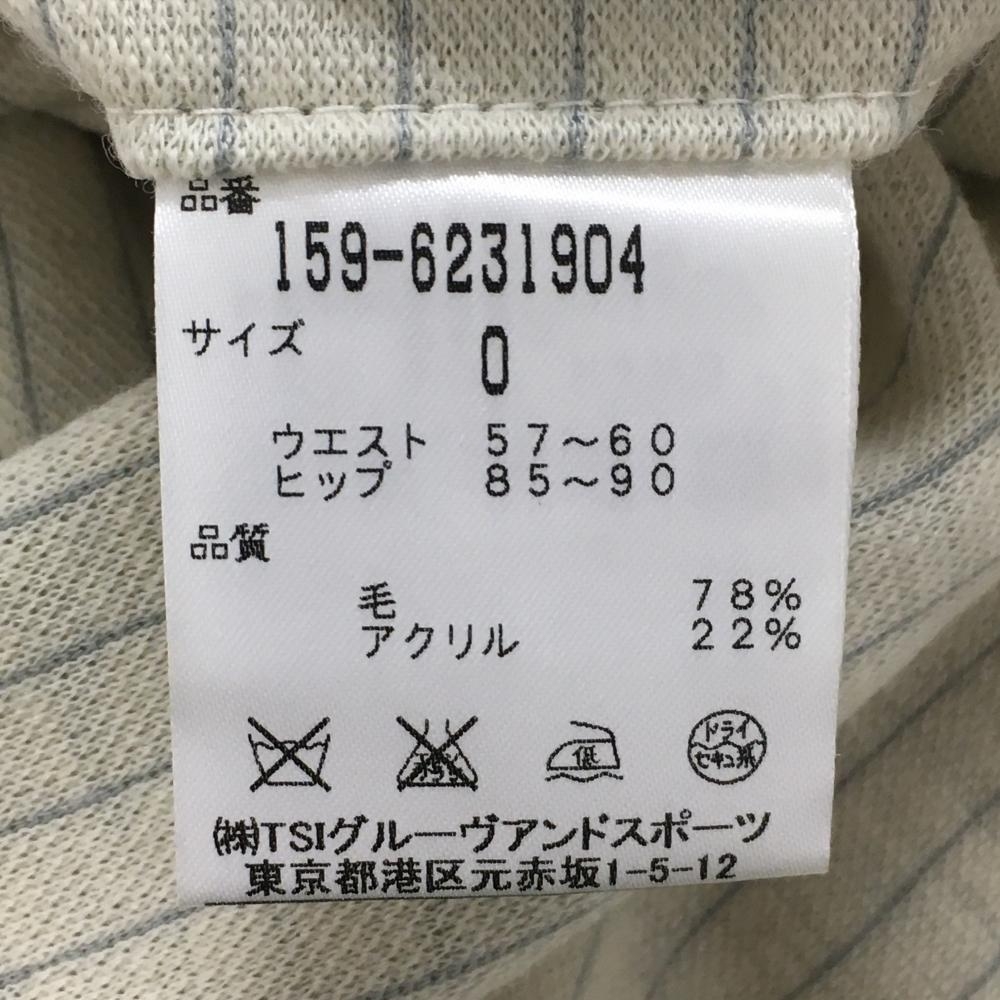 品番
159-6231904
サイズ
0
ウエスト 57～60
ヒップ 85～90
品質
毛 78%
アクリル 22%
低
ドライ
セキユ系
㈱TSIグルーヴアンドスポーツ
東京都港区元赤坂1-5-12